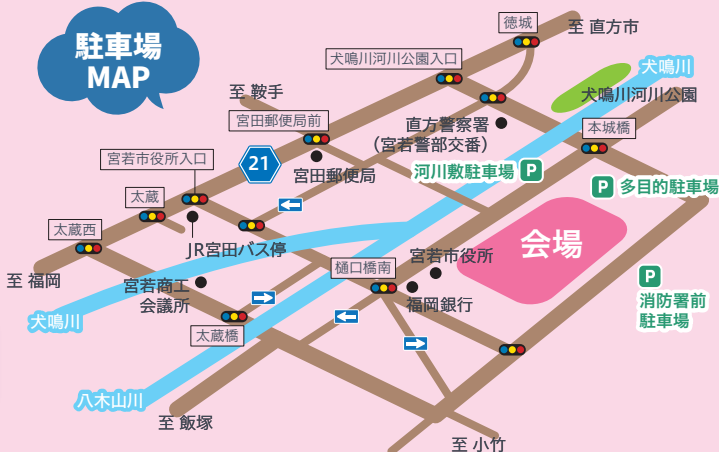 駐車場
MAP
徳城
至 直方市
犬鳴川河川公園入口
犬鳴川
至 鞍手
犬鳴川河川公園
宮田郵便局前
直方警察署
(宮若警部交番)
本城橋
宮若市役所入口
21
宮田郵便局
河川敷駐車場 P
P 多目的駐車場
太蔵
太蔵西
JR宮田バス停
会場
宮若市役所
樋口橋南
至 福岡
宮若商工
会議所
福岡銀行
P
消防署前
駐車場
犬鳴川
太蔵橋
八木山川
至 飯塚
至 小竹